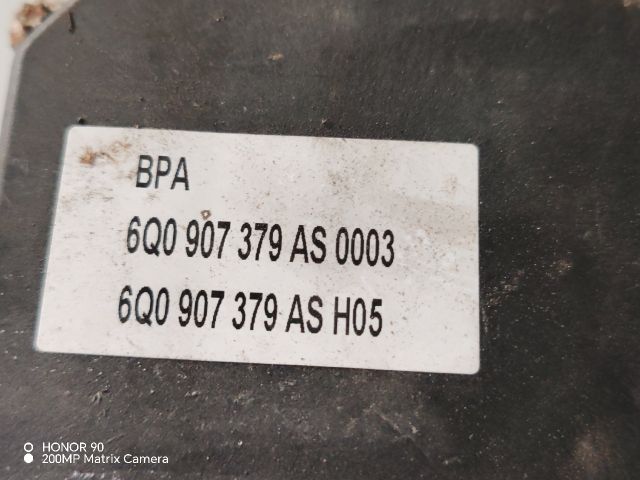 BPA
6Q0 907 379 AS 0003
6Q0 907 379 AS H05
HONOR 90
200MP Matrix Camera